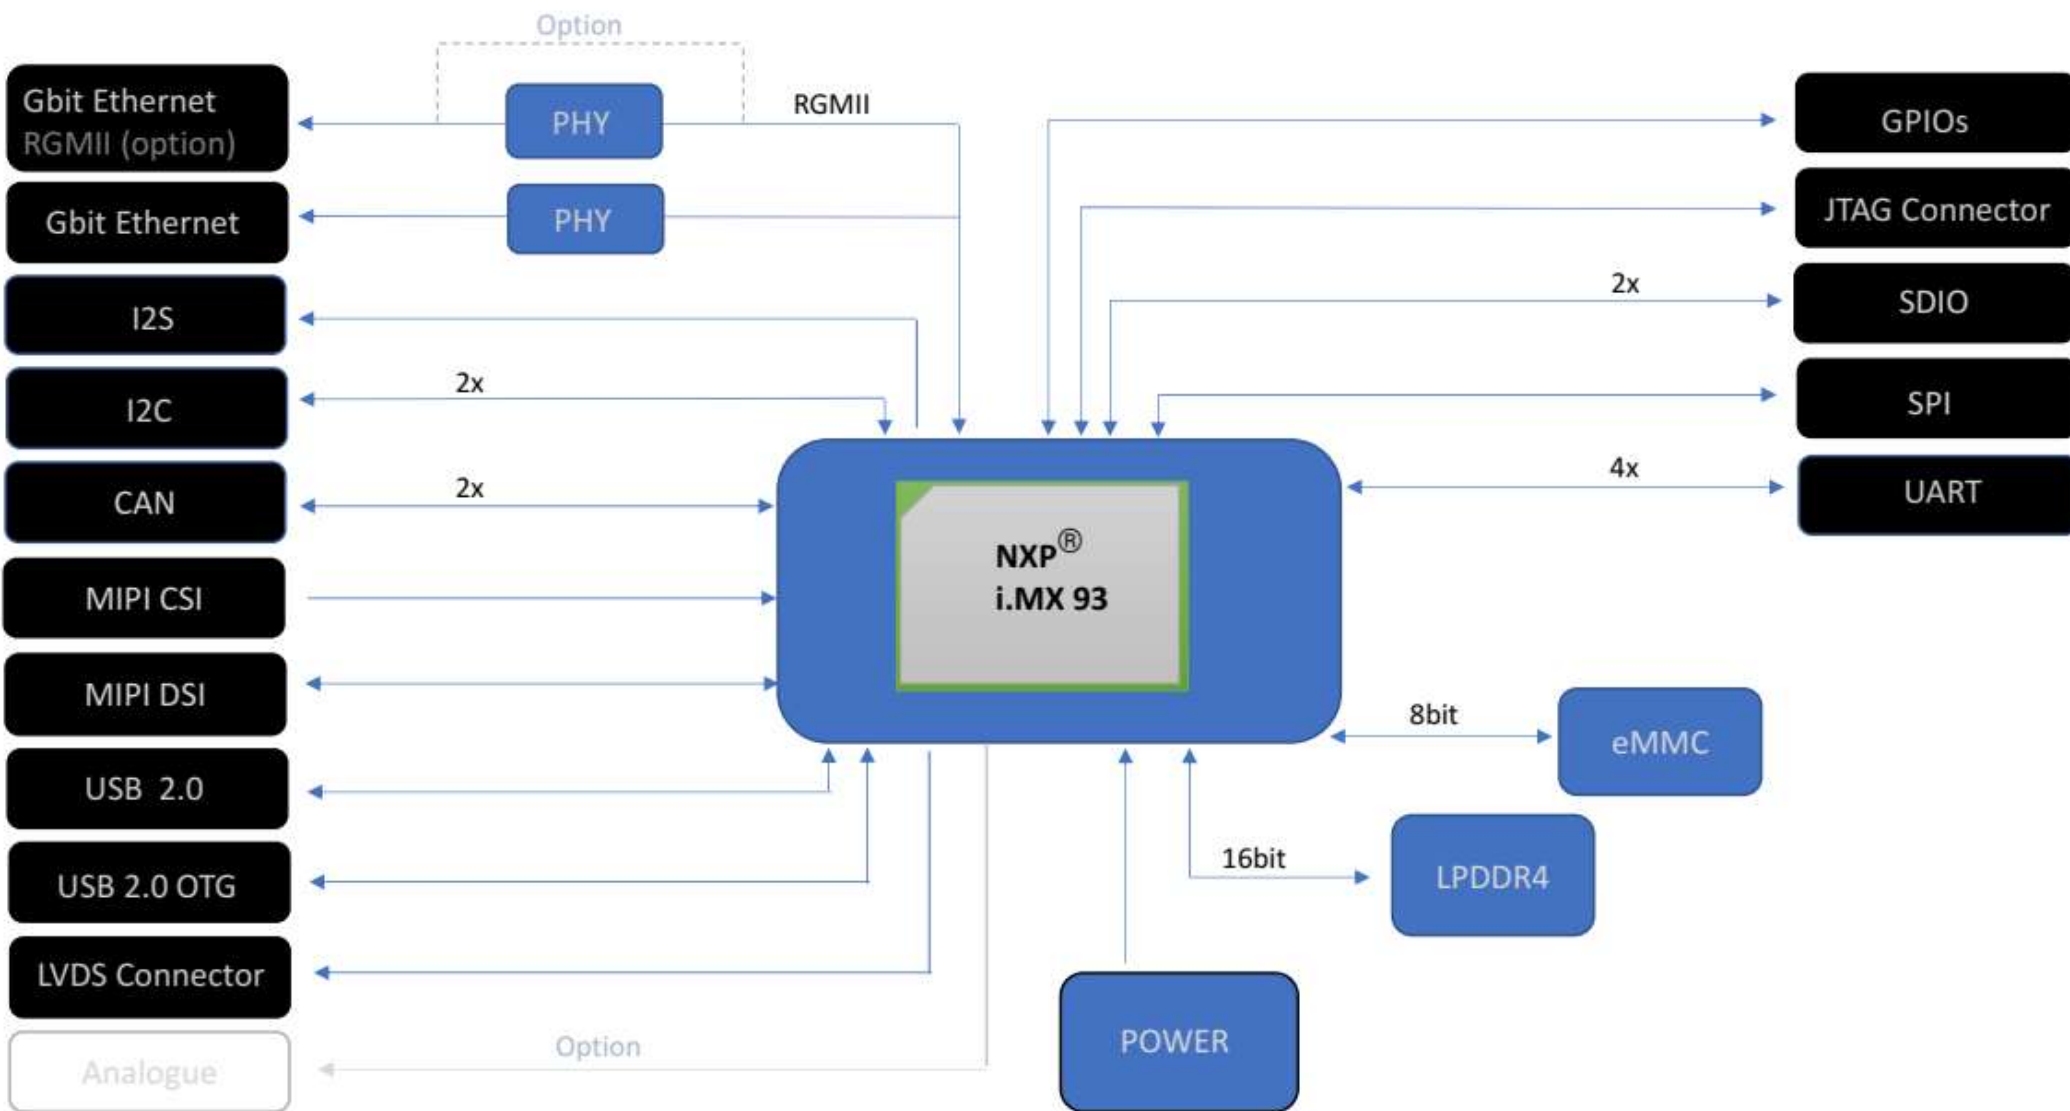 Option
Gbit Ethernet
RGMII (option)
PHY
RGMII
GPIOs
Gbit Ethernet
PHY
JTAG Connector
I2S
2x
SDIO
I2C
2x
SPI
CAN
2x
4x
UART
NXP®
i.MX 93
MIPI CSI
MIPI DSI
8bit
eMMC
USB 2.0
USB 2.0 OTG
16bit
LPDDR4
LVDS Connector
POWER
Option
Analogue